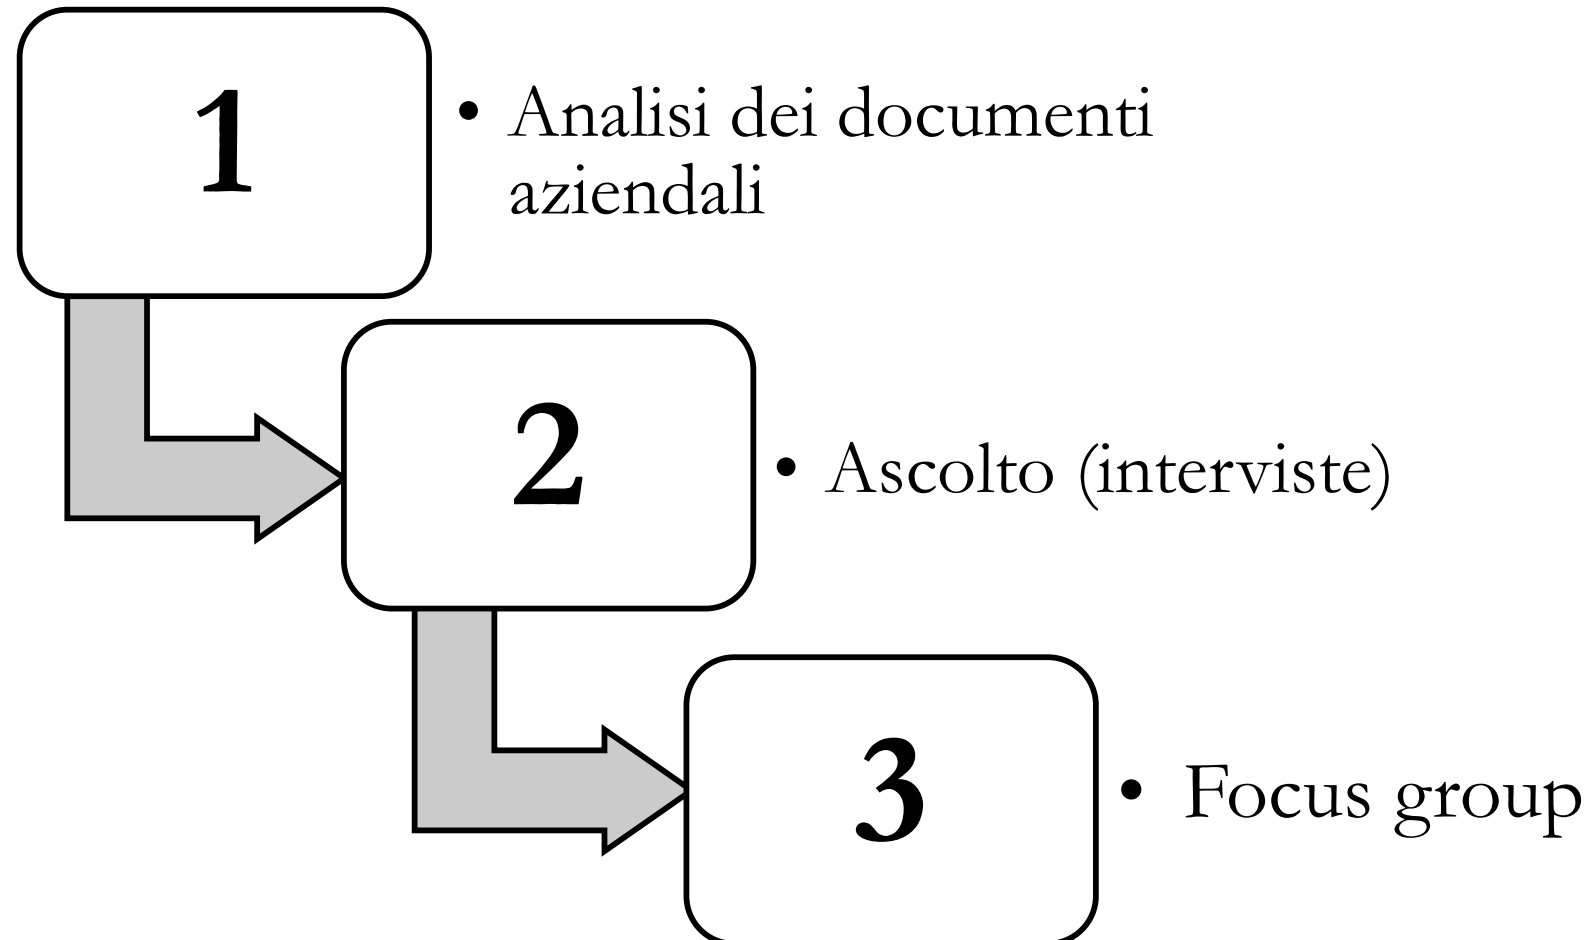 1
• Analisi dei documenti
aziendali
2
• Ascolto (interviste)
3
• Focus group